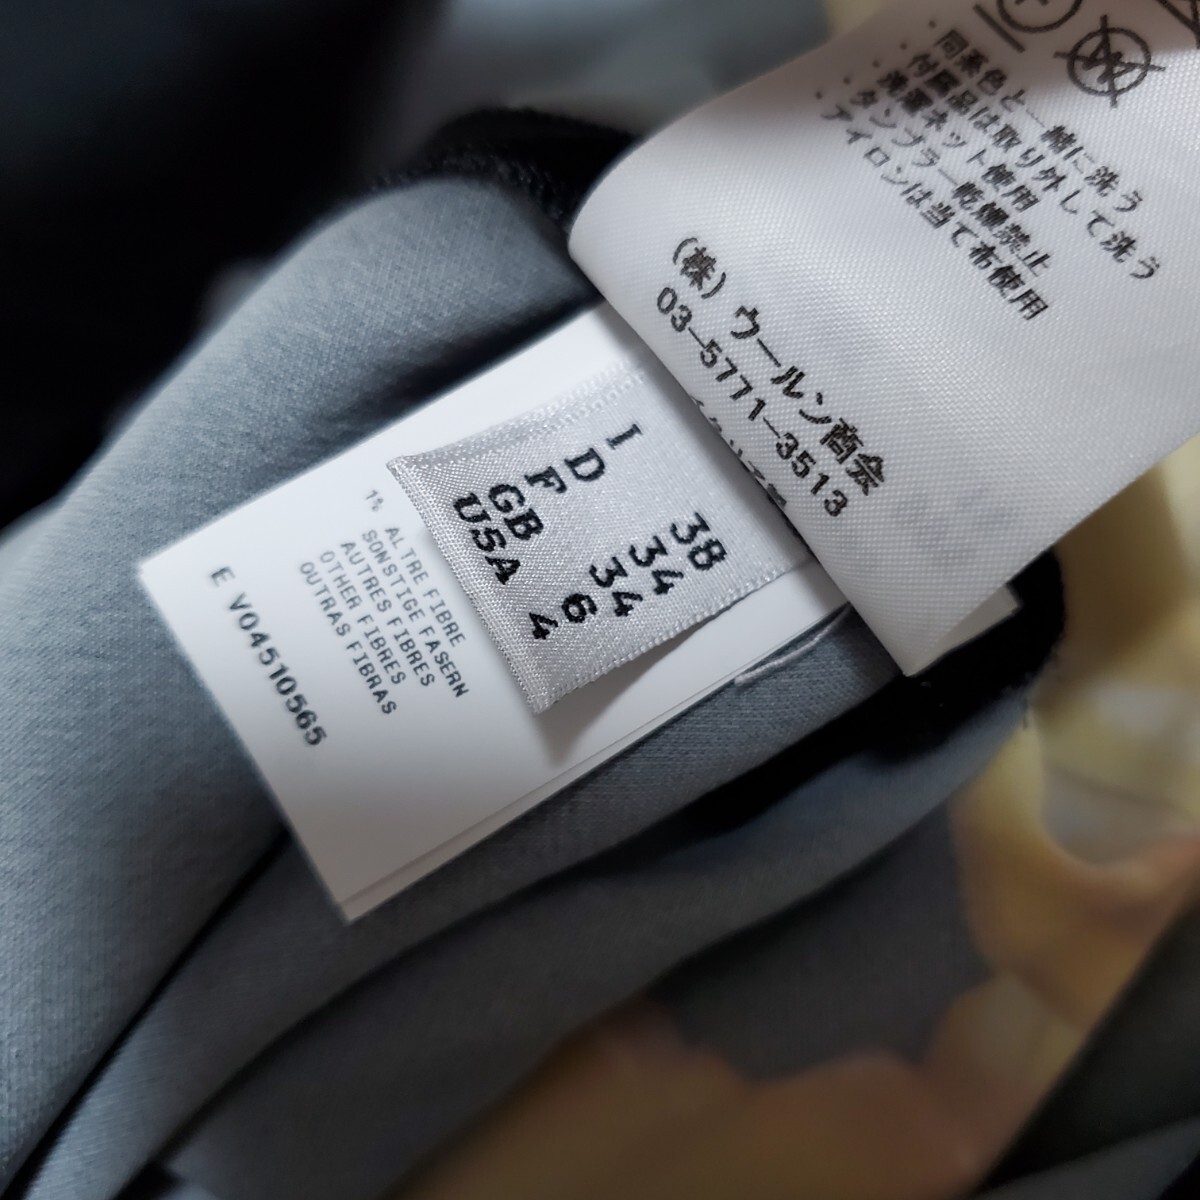 ・同系色と一緒に洗う
・付属品は取り外して洗う
・洗濯ネット使用
・タンブラー乾燥禁止
・アイロンは当て布使用
(株) ウールン商会
03-5771-3513
I 38
D 34
F 34
GB 6
USA 4
1% ALTRE FIBRE
SONSTIGE FASERN
AUTRES FIBRES
OTHER FIBRES
OUTRAS FIBRAS
E V04510565